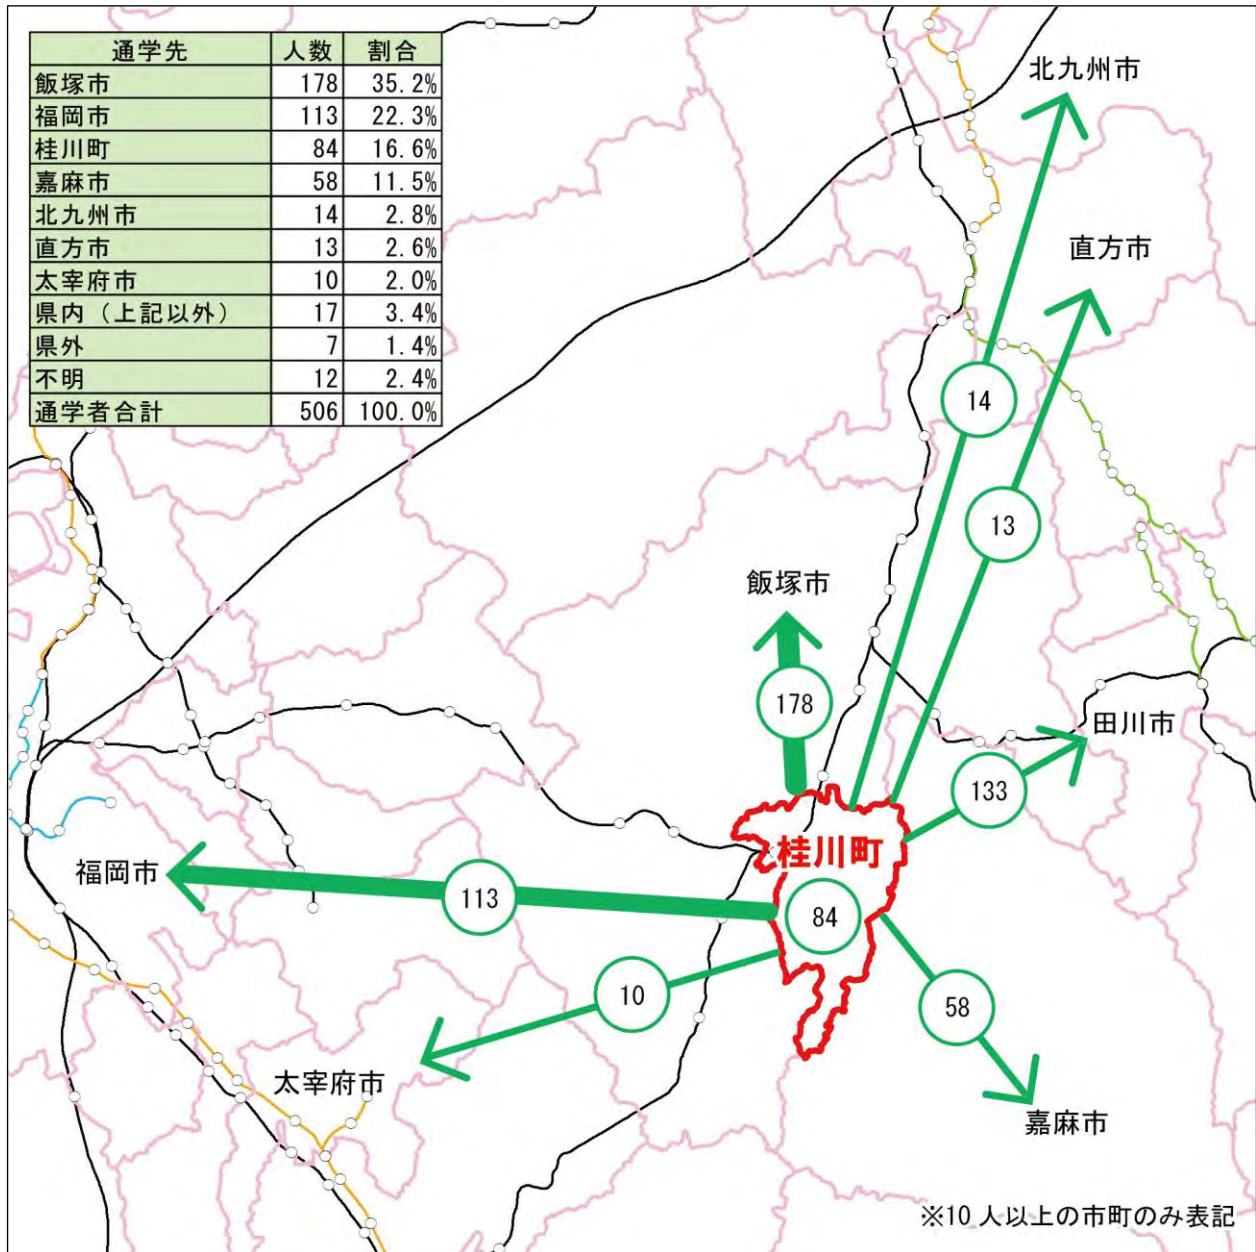 通学先 人数 割合
飯塚市 178 35.2%
福岡市 113 22.3%
桂川町 84 16.6%
嘉麻市 58 11.5%
北九州市 14 2.8%
直方市 13 2.6%
太宰府市 10 2.0%
県内（上記以外） 17 3.4%
県外 7 1.4%
不明 12 2.4%
通学者合計 506 100.0%
北九州市
直方市
14
13
飯塚市
178
田川市
133
桂川町
福岡市
113
84
10
58
太宰府市
嘉麻市
※10人以上の市町のみ表記